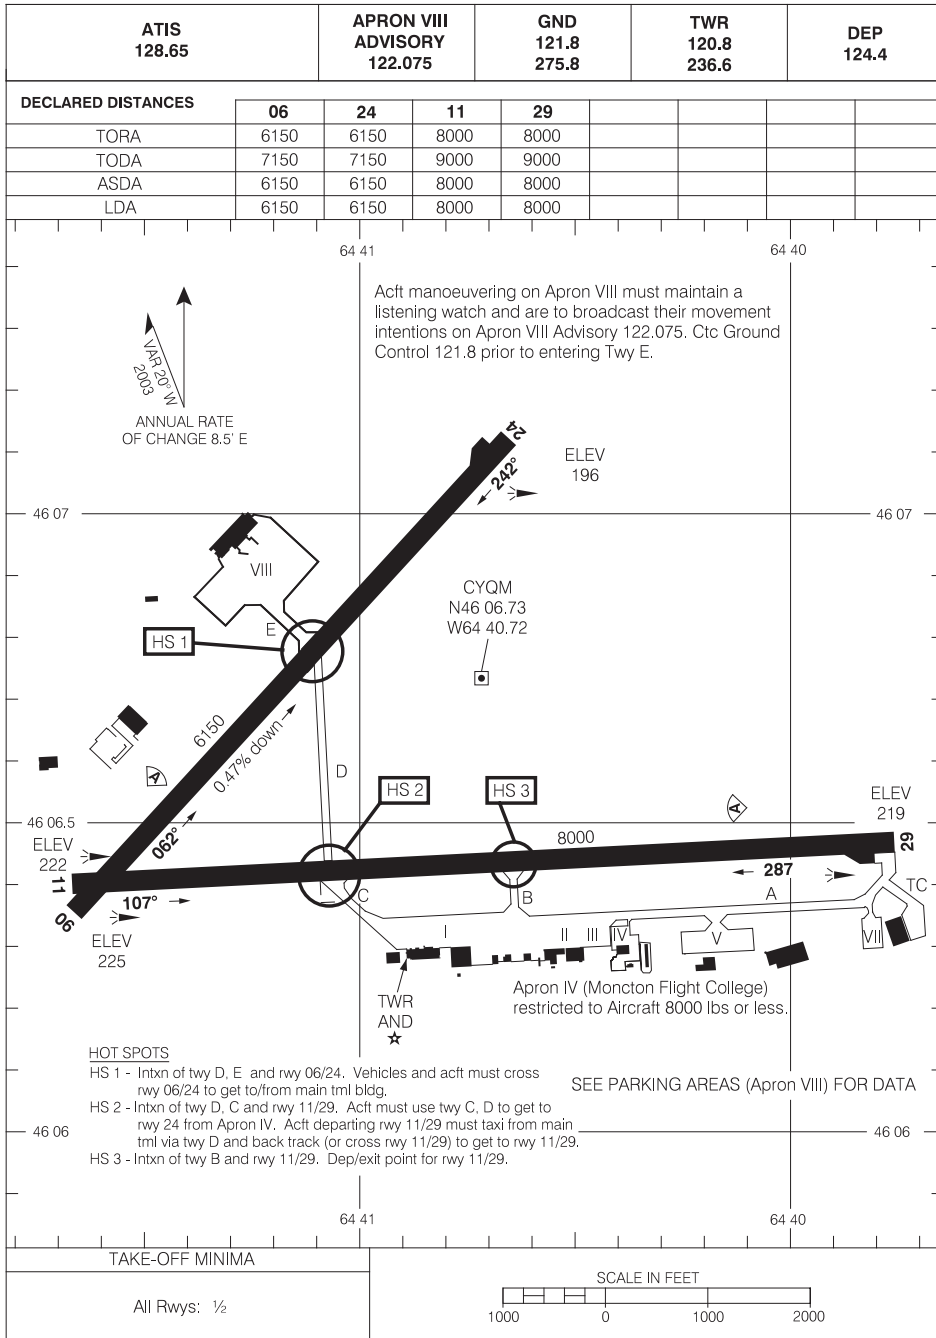 ATIS
128.65
APRON VIII
ADVISORY
122.075
GND
121.8
275.8
TWR
120.8
236.6
DEP
124.4
DECLARED DISTANCES
06 24 11 29
TORA 6150 6150 8000 8000
TODA 7150 7150 9000 9000
ASDA 6150 6150 8000 8000
LDA 6150 6150 8000 8000
64 41 64 40
Acft manoeuvering on Apron VIII must maintain a
listening watch and are to broadcast their movement
intentions on Apron VIII Advisory 122.075. Ctc Ground
Control 121.8 prior to entering Twy E.
VAR 20° W
2003
ANNUAL RATE
OF CHANGE 8.5' E
24
242°
ELEV
196
46 07 46 07
VIII
CYQM
N46 06.73
W64 40.72
E
HS 1
6150
0.47% down
D
A
HS 2
HS 3
A
ELEV
219
46 06.5
8000
062°
ELEV
222
29
11
107°
287
06
C
B
A
TC
ELEV
225
I
II
III
IV
V
VII
TWR
AND
Apron IV (Moncton Flight College)
restricted to Aircraft 8000 lbs or less.
HOT SPOTS
HS 1 - Intxn of twy D, E and rwy 06/24. Vehicles and acft must cross
rwy 06/24 to get to/from main tml bldg.
SEE PARKING AREAS (Apron VIII) FOR DATA
HS 2 - Intxn of twy D, C and rwy 11/29. Acft must use twy C, D to get to
rwy 24 from Apron IV. Acft departing rwy 11/29 must taxi from main
tml via twy D and back track (or cross rwy 11/29) to get to rwy 11/29.
46 06 46 06
HS 3 - Intxn of twy B and rwy 11/29. Dep/exit point for rwy 11/29.
64 41 64 40
TAKE-OFF MINIMA
All Rwys: ½
SCALE IN FEET
1000 0 1000 2000